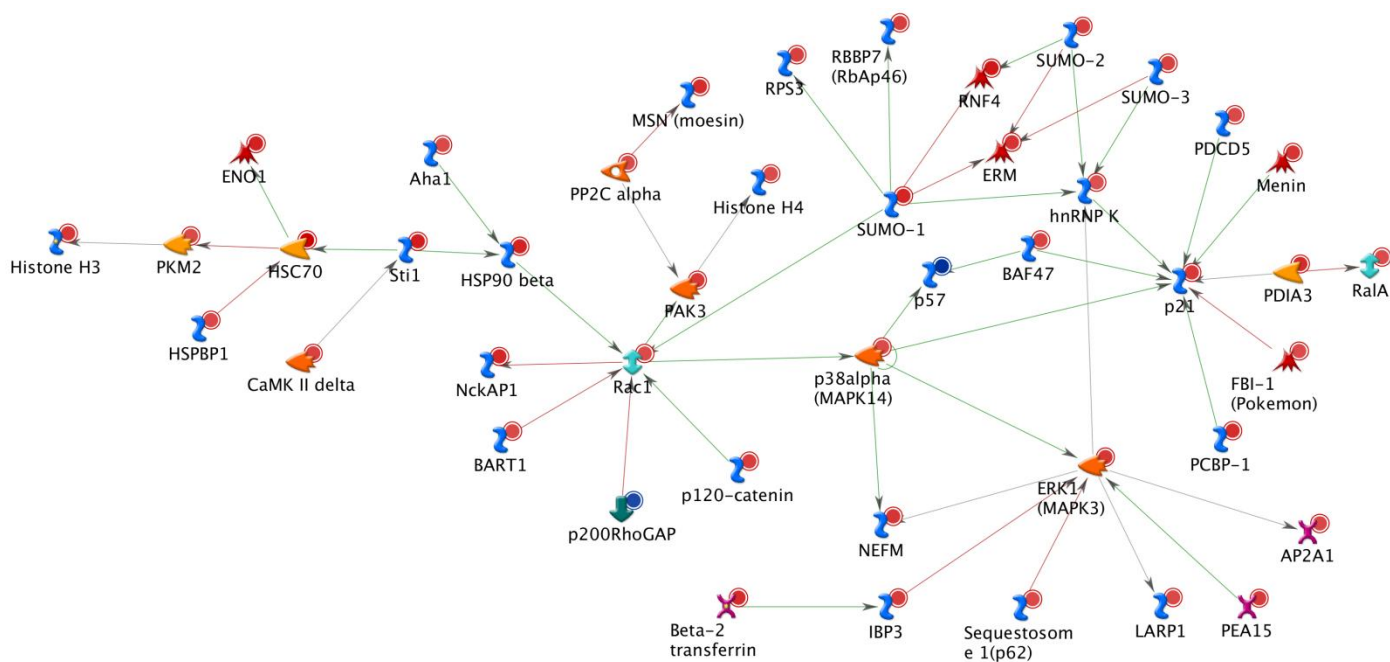 RBBP7
(RbAp46)
SUMO-2
RPS3
RNF4
SUMO-3
MSN (moesin)
PDCD5
ENO1
Aha1
PP2C alpha
ERM
Menin
Histone H4
hnRNP K
SUMO-1
Histone H3
PKM2
HSC70
Sti1
HSP90 beta
BAF47
PDIA3
RalA
p57
p21
PAK3
HSPBP1
CaMK II delta
NckAP1
Rac1
p38alpha
(MAPK14)
FBI-1
(Pokemon)
BART1
p120-catenin
PCBP-1
ERK1
(MAPK3)
p200RhoGAP
NEFM
AP2A1
Beta-2
transferrin
IBP3
Sequestosom
e 1(p62)
LARP1
PEA15